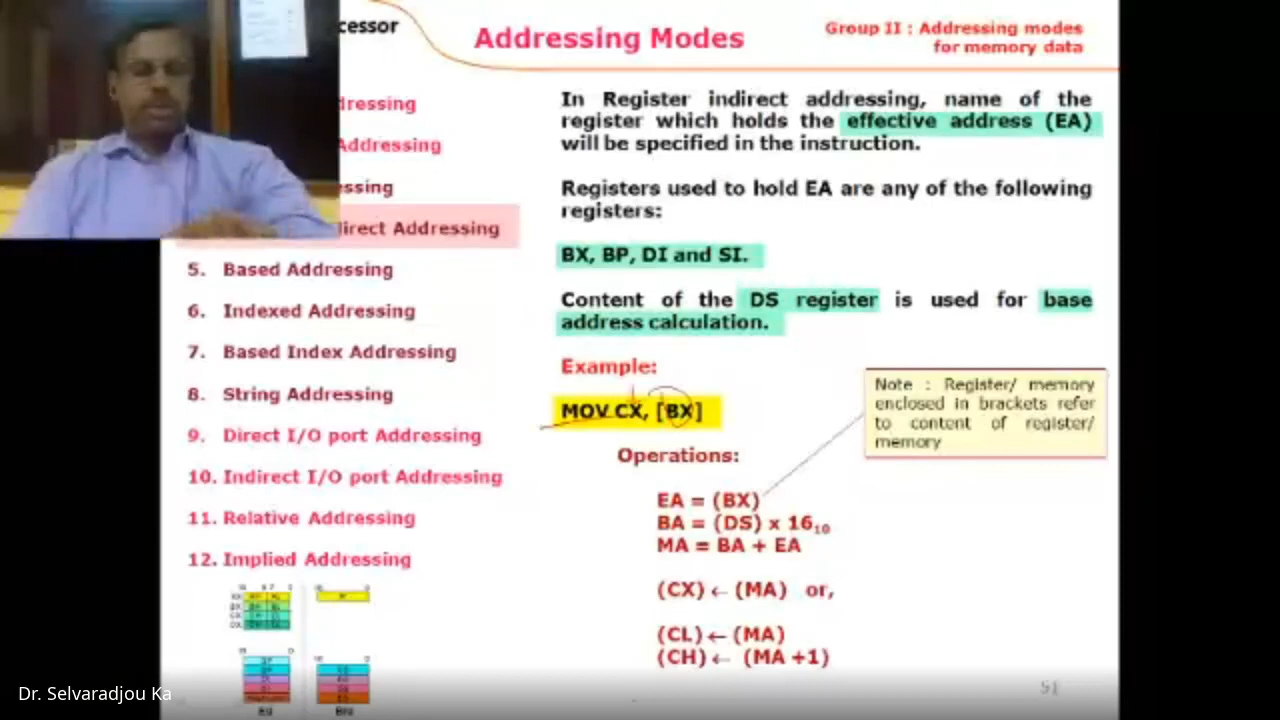 cessor
Addressing Modes
Group II : Addressing modes
for memory data
dressing
Addressing
essing
direct Addressing
5. Based Addressing
6. Indexed Addressing
7. Based Index Addressing
8. String Addressing
9. Direct I/O port Addressing
10. Indirect I/O port Addressing
11. Relative Addressing
12. Implied Addressing
In Register indirect addressing, name of the
register which holds the effective address (EA)
will be specified in the instruction.
Registers used to hold EA are any of the following
registers:
BX, BP, DI and SI.
Content of the DS register is used for base
address calculation.
Example:
MOV CX, [BX]
Note : Register/ memory
enclosed in brackets refer
to content of register/
memory
Operations:
EA = (BX)
BA = (DS) x 16₁₀
MA = BA + EA
(CX) ← (MA) or,
(CL) ← (MA)
(CH) ← (MA +1)
EU
BIU
51
Dr. Selvaradjou Ka